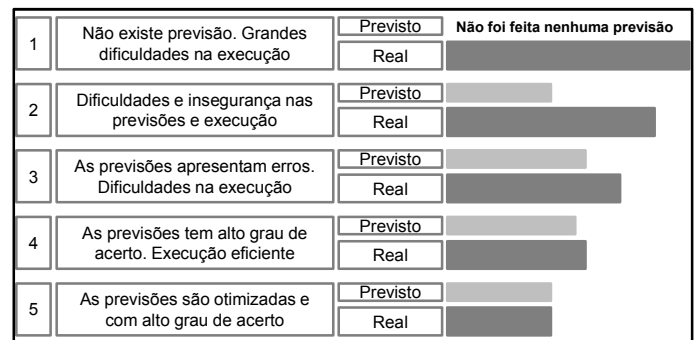 1
Não existe previsão. Grandes
dificuldades na execução
Previsto
Não foi feita nenhuma previsão
Real
2
Dificuldades e insegurança nas
previsões e execução
Previsto
Real
3
As previsões apresentam erros.
Dificuldades na execução
Previsto
Real
4
As previsões tem alto grau de
acerto. Execução eficiente
Previsto
Real
5
As previsões são otimizadas e
com alto grau de acerto
Previsto
Real